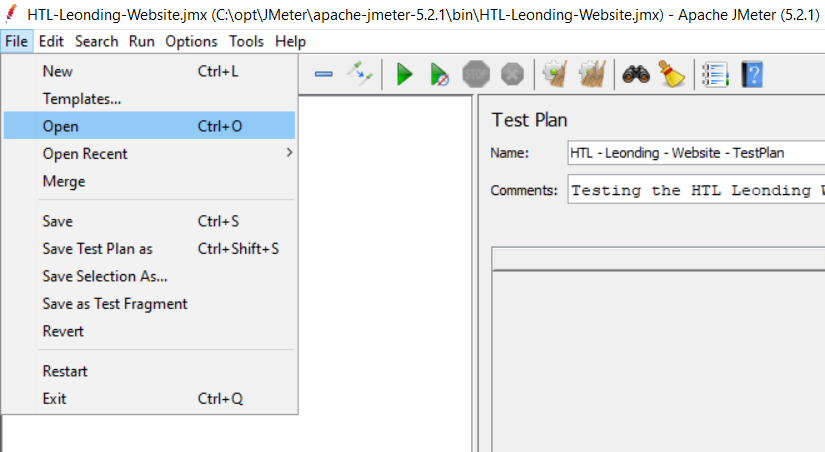 HTL-Leonding-Website.jmx (C:\opt\JMeter\apache-jmeter-5.2.1\bin\HTL-Leonding-Website.jmx) - Apache JMeter (5.2.1)
File Edit Search Run Options Tools Help
New Ctrl+L
Templates...
Open Ctrl+O
Open Recent
Merge
Save Ctrl+S
Save Test Plan as Ctrl+Shift+S
Save Selection As...
Save as Test Fragment
Revert
Restart
Exit Ctrl+Q
STOP
Test Plan
Name: HTL - Leonding - Website - TestPlan
Comments: Testing the HTL Leonding